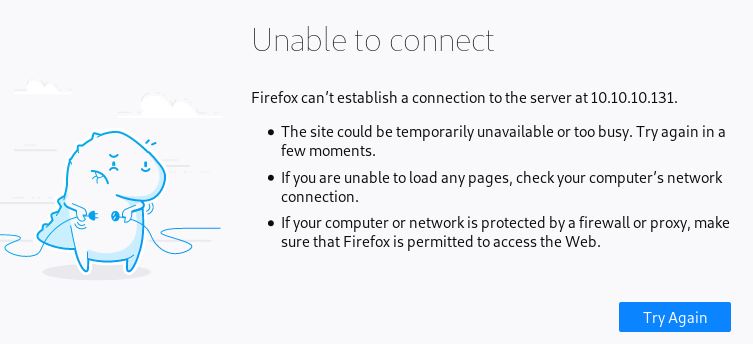 Unable to connect
Firefox can’t establish a connection to the server at 10.10.10.131.
The site could be temporarily unavailable or too busy. Try again in a
few moments.
If you are unable to load any pages, check your computer’s network
connection.
If your computer or network is protected by a firewall or proxy, make
sure that Firefox is permitted to access the Web.
Try Again